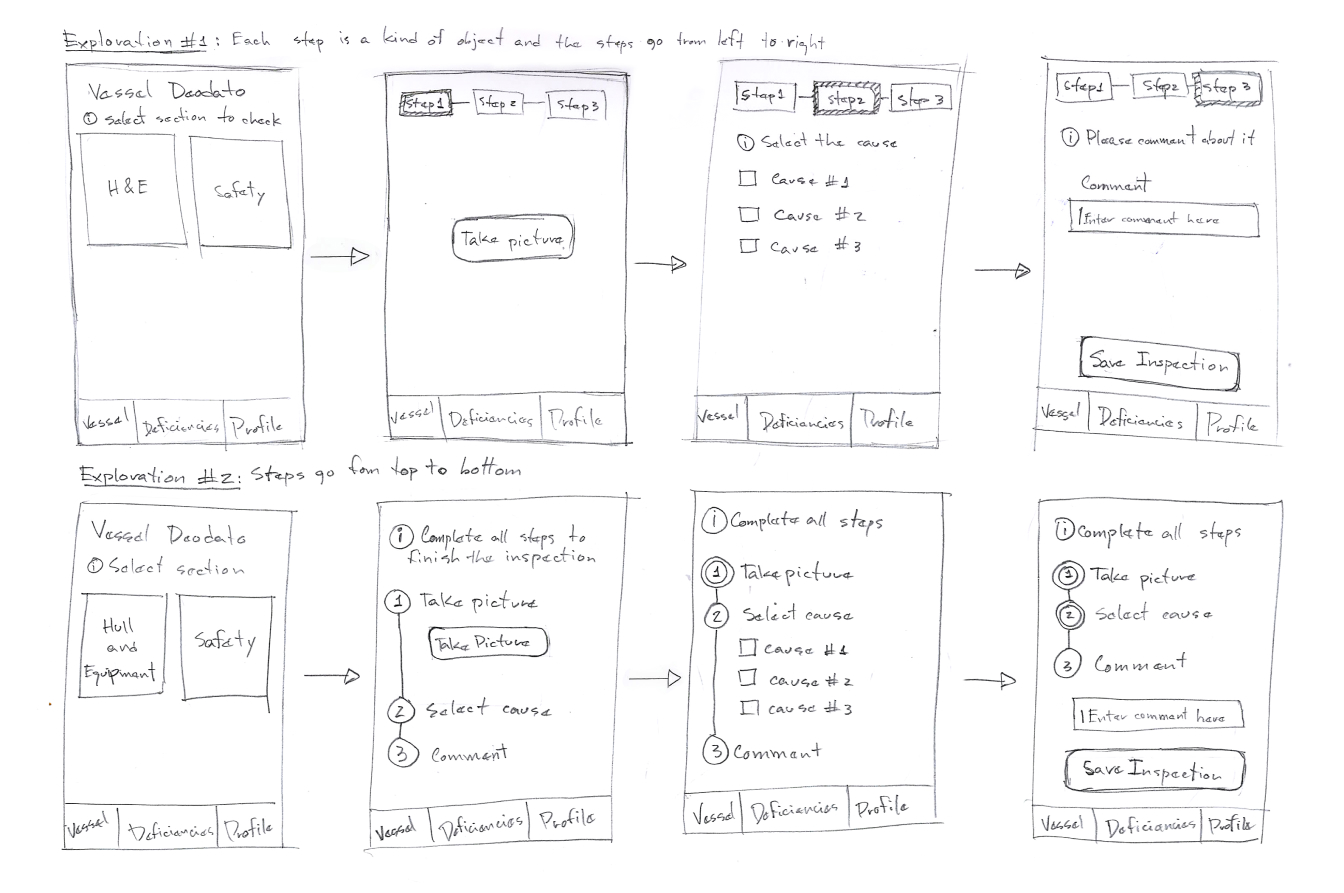 Exploration #1: Each step is a kind of object and the steps go from left to right
Vessel Deodato
i Select section to check
H&E
Safety
Vessel
Deficiencies
Profile
Step1
Step2
Step3
Take picture
Vessel
Deficiencies
Profile
Step1
Step2
Step 3
i Select the cause
Cause #1
Cause #2
Cause #3
Vessel
Deficiencies
Profile
Step1
Step2
Step 3
i Please comment about it
Comment
Enter comment here
Save Inspection
Vessel
Deficiencies
Profile
Exploration #2: Steps go fom top to bottom
Vessel Deodato
i Select section
Hull
and
Equipment
Safety
Vessel
Deficiencies
Profile
i Complete all steps to
finish the inspection
1 Take picture
Take Picture
2 Select cause
3 Comment
Vessel
Deficiencies
Profile
i Complete all steps
1 Take picture
2 Select cause
cause #1
cause #2
cause #3
3 Comment
Vessel
Deficiencies
Profile
i Complete all steps
1 Take picture
2 Select cause
3 Comment
Enter comment here
Save Inspection
Vessel
Deficiencies
Profile